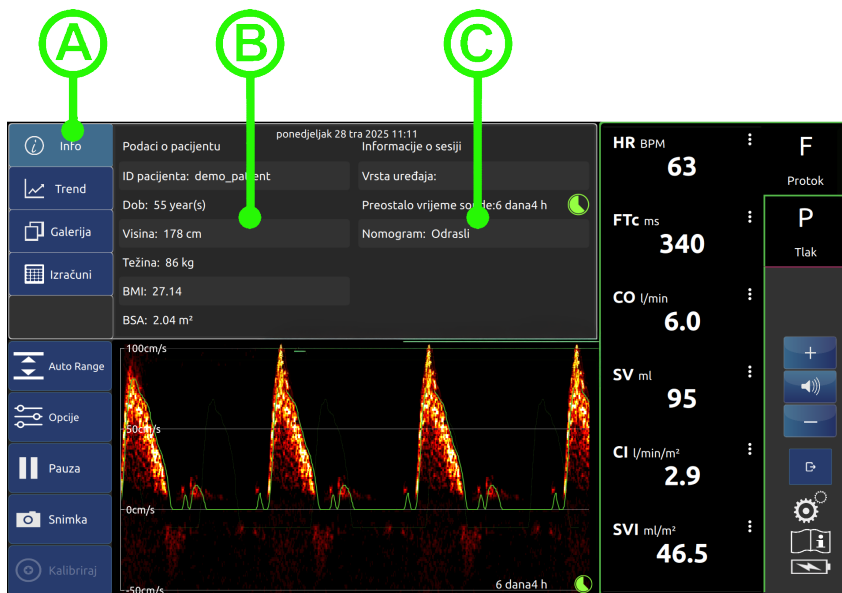 A
B
C
ponedjeljak 28 tra 2025 11:11
Info
Trend
Galerija
Izračuni
Auto Range
Opcije
Pauza
Snimka
Kalibriraj
Podaci o pacijentu
ID pacijenta: demo_patient
Dob: 55 year(s)
Visina: 178 cm
Težina: 86 kg
BMI: 27.14
BSA: 2.04 m²
Informacije o sesiji
Vrsta uređaja:
Preostalo vrijeme sonde:6 dana4 h
Nomogram: Odrasli
100cm/s
50cm/s
0cm/s
-50cm/s
6 dana4 h
HR BPM
63
FTc ms
340
CO l/min
6.0
SV ml
95
CI l/min/m²
2.9
SVI ml/m²
46.5
F
Protok
P
Tlak
+
−
i